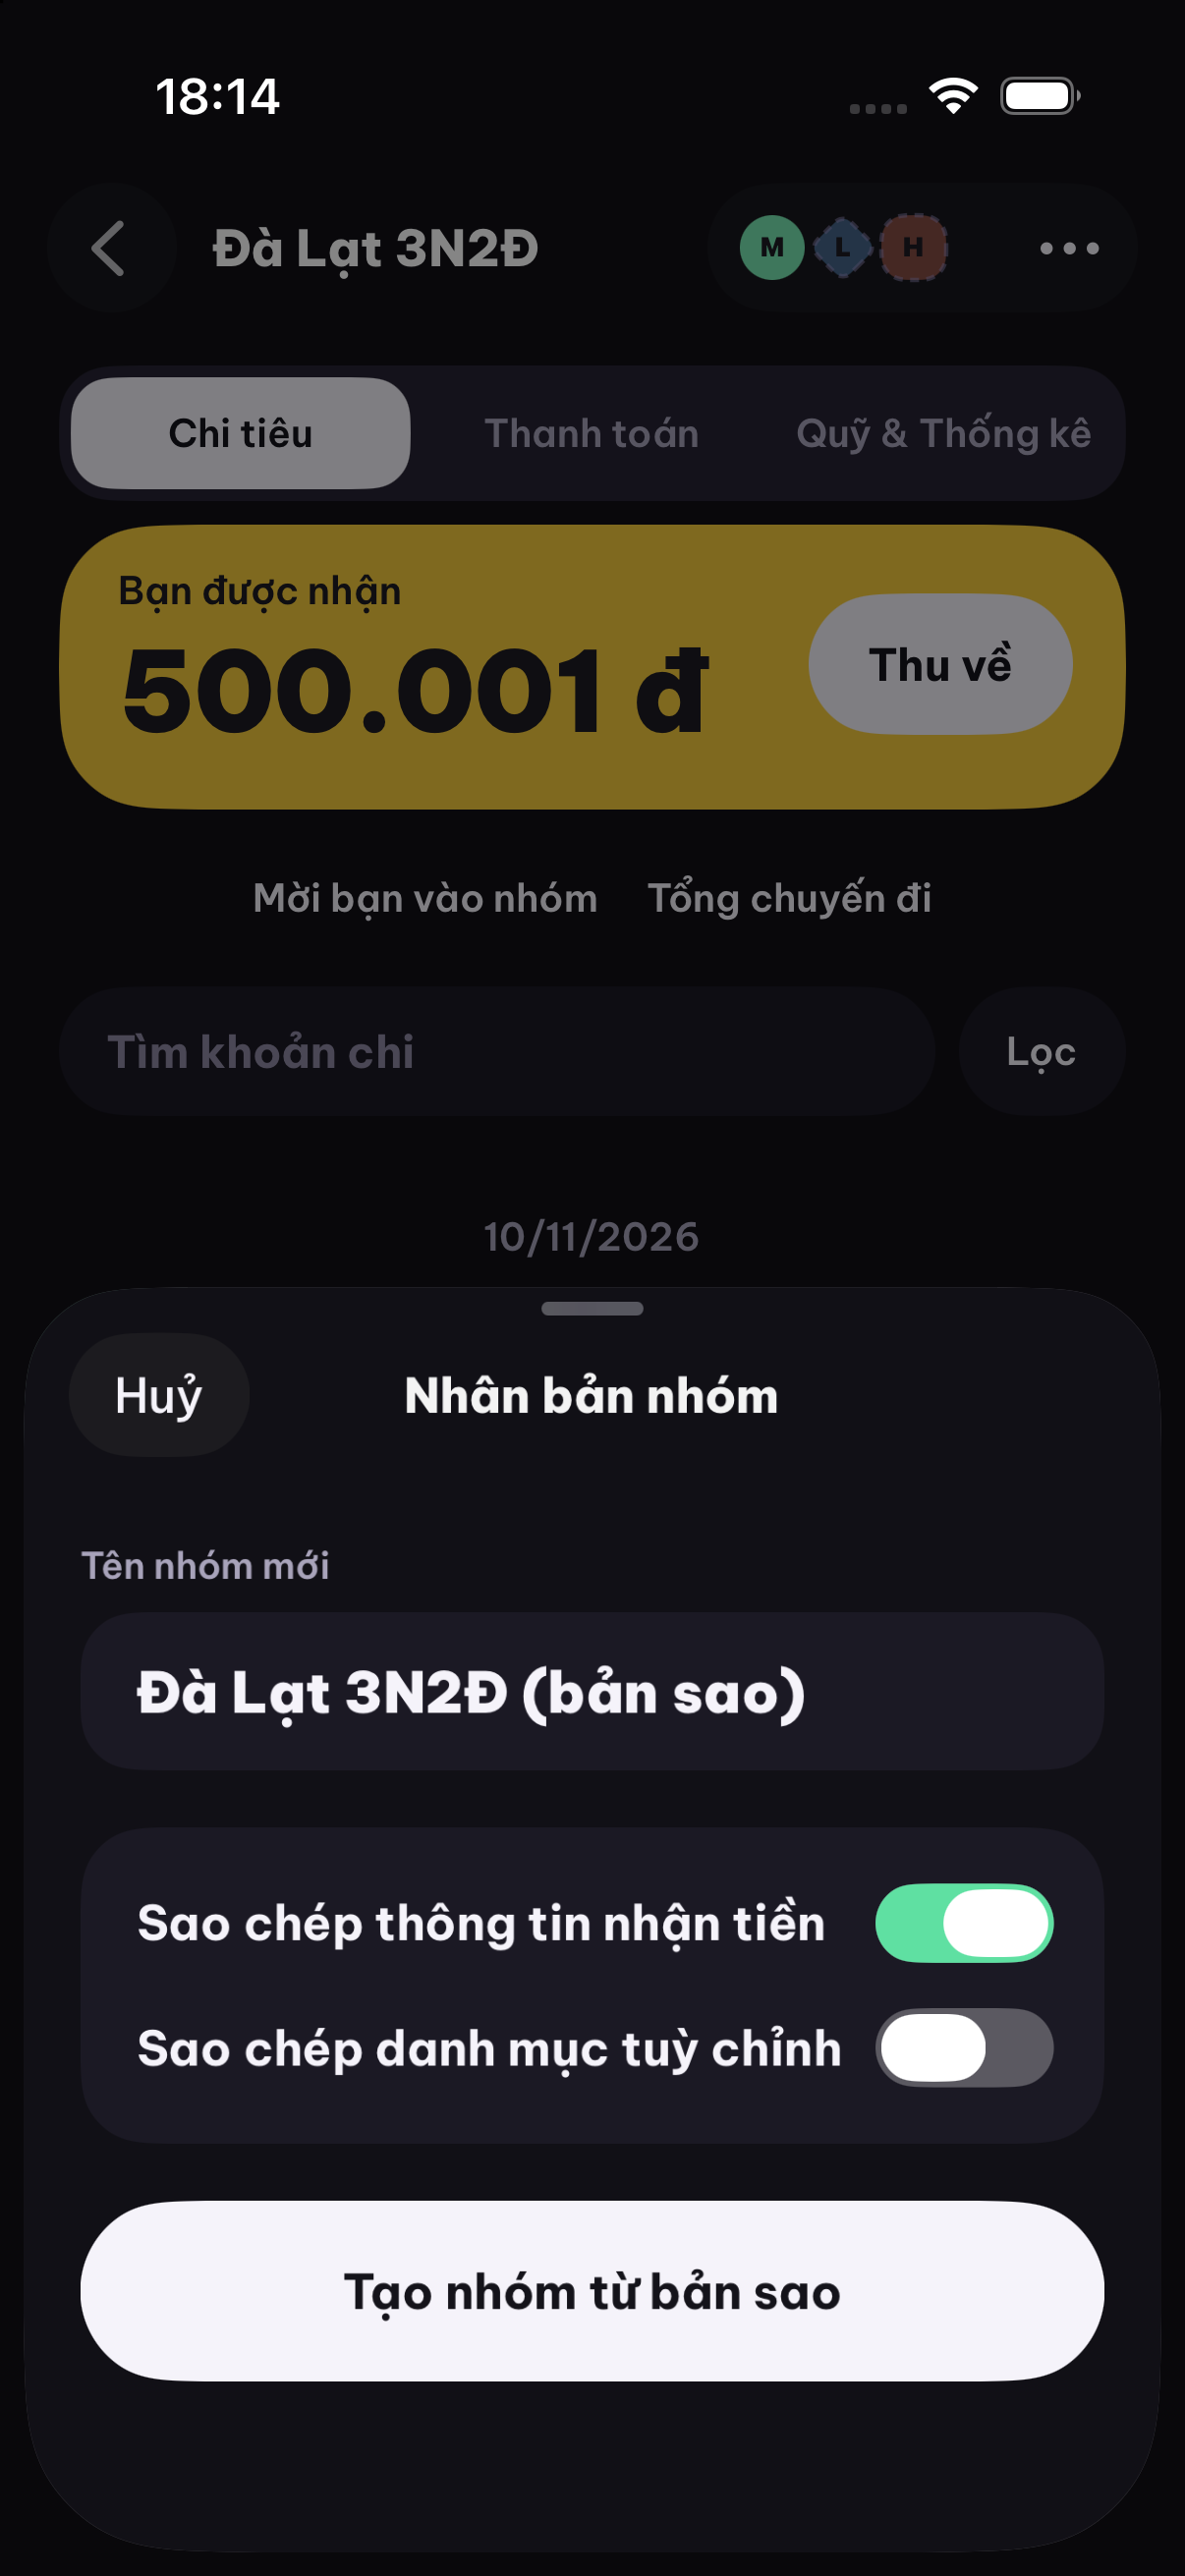 18:14
Đà Lạt 3N2Đ
M L H
Chi tiêu Thanh toán Quỹ & Thống kê
Bạn được nhận
500.001 đ
Thu về
Mời bạn vào nhóm Tổng chuyến đi
Tìm khoản chi
Lọc
10/11/2026
Huỷ
Nhân bản nhóm
Tên nhóm mới
Đà Lạt 3N2Đ (bản sao)
Sao chép thông tin nhận tiền
Sao chép danh mục tuỳ chỉnh
Tạo nhóm từ bản sao